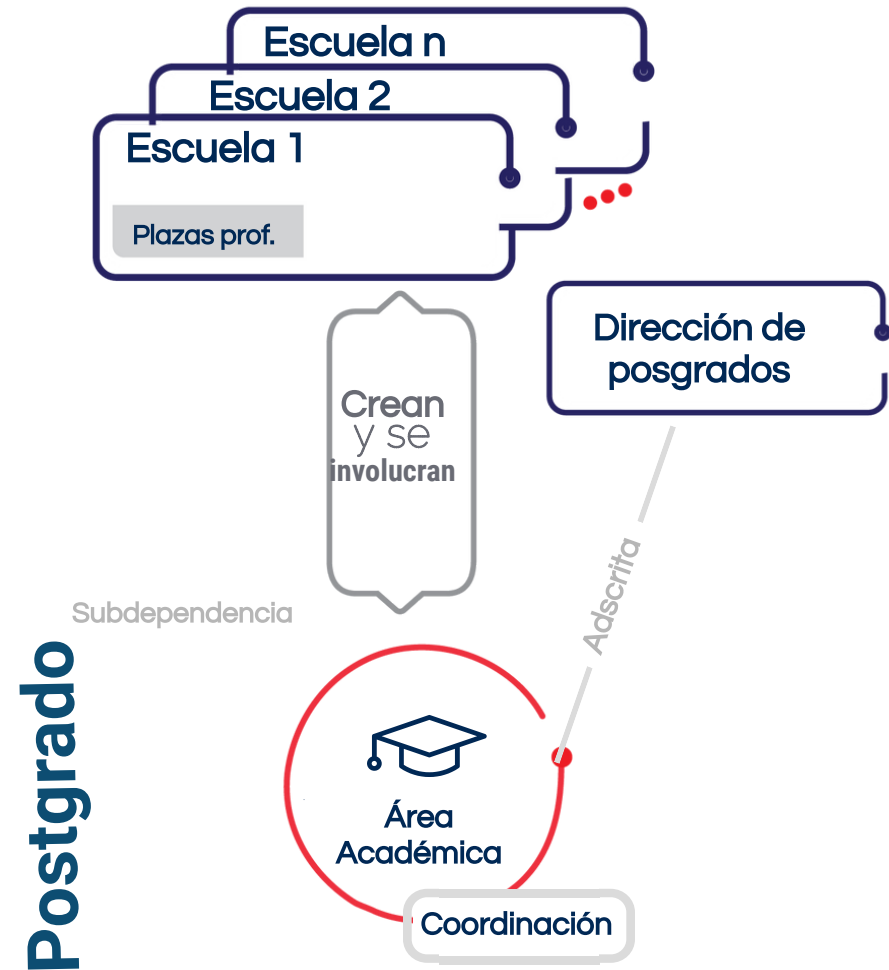 Escuela n
Escuela 2
Escuela 1
Plazas prof.
Dirección de
posgrados
Crean
y se
involucran
Adscrita
Subdependencia
Postgrado
Área
Académica
Coordinación